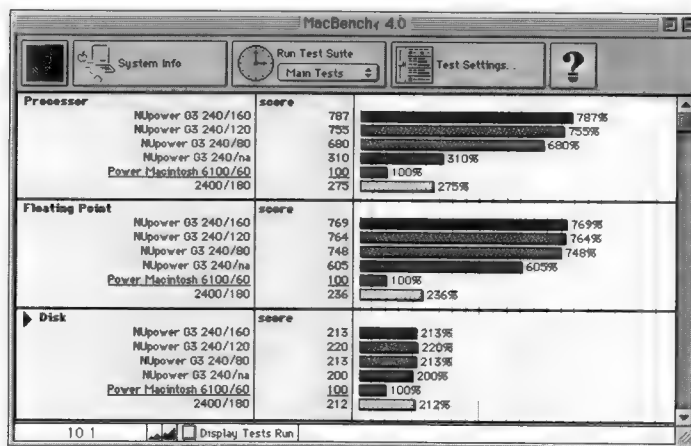 MacBench® 4.0
System Info
Run Test Suite
Main Tests
Test Settings...
?
Processor score
NUpower G3 240/160 787 787%
NUpower G3 240/120 755 755%
NUpower G3 240/80 680 680%
NUpower G3 240/na 310 310%
Power Macintosh 6100/60 100 100%
2400/180 275 275%
Floating Point score
NUpower G3 240/160 769 769%
NUpower G3 240/120 764 764%
NUpower G3 240/80 748 748%
NUpower G3 240/na 605 605%
Power Macintosh 6100/60 100 100%
2400/180 236 236%
Disk score
NUpower G3 240/160 213 213%
NUpower G3 240/120 220 220%
NUpower G3 240/80 213 213%
NUpower G3 240/na 200 200%
Power Macintosh 6100/60 100 100%
2400/180 212 212%
10 1 Display Tests Run